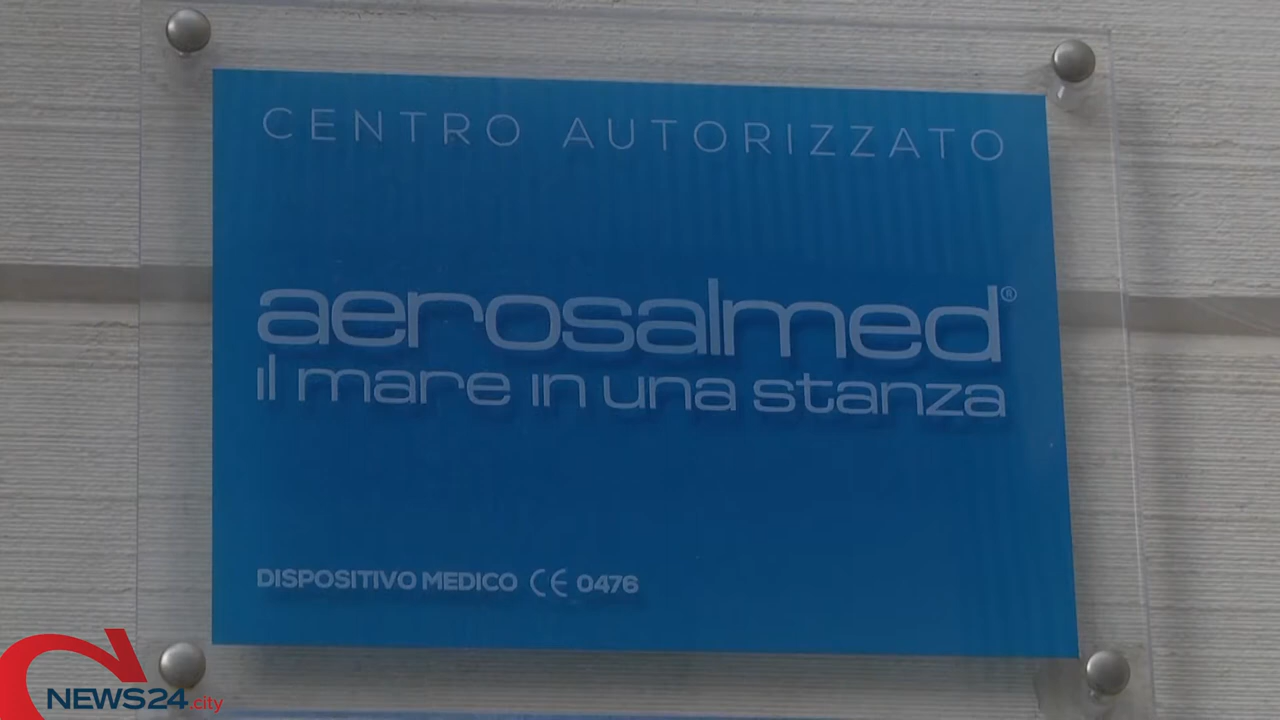 CENTRO AUTORIZZATO
aerosalmed®
il mare in una stanza
DISPOSITIVO MEDICO CE 0476
NEWS24.city